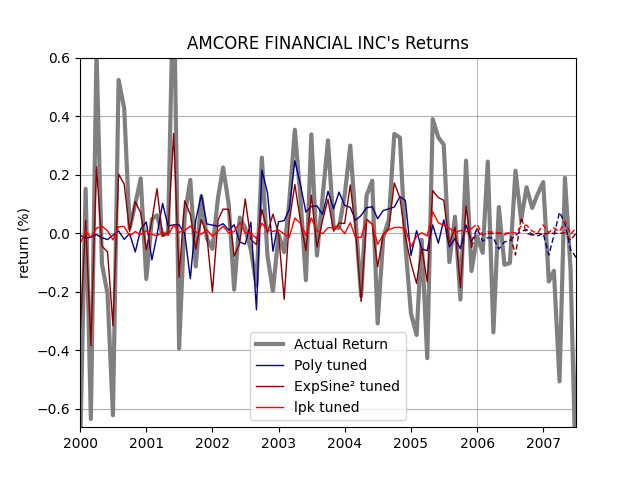 AMCORE FINANCIAL INC's Returns
return (%)
0.6
0.4
0.2
0.0
−0.2
−0.4
−0.6
Actual Return
Poly tuned
ExpSine² tuned
lpk tuned
2000 2001 2002 2003 2004 2005 2006 2007